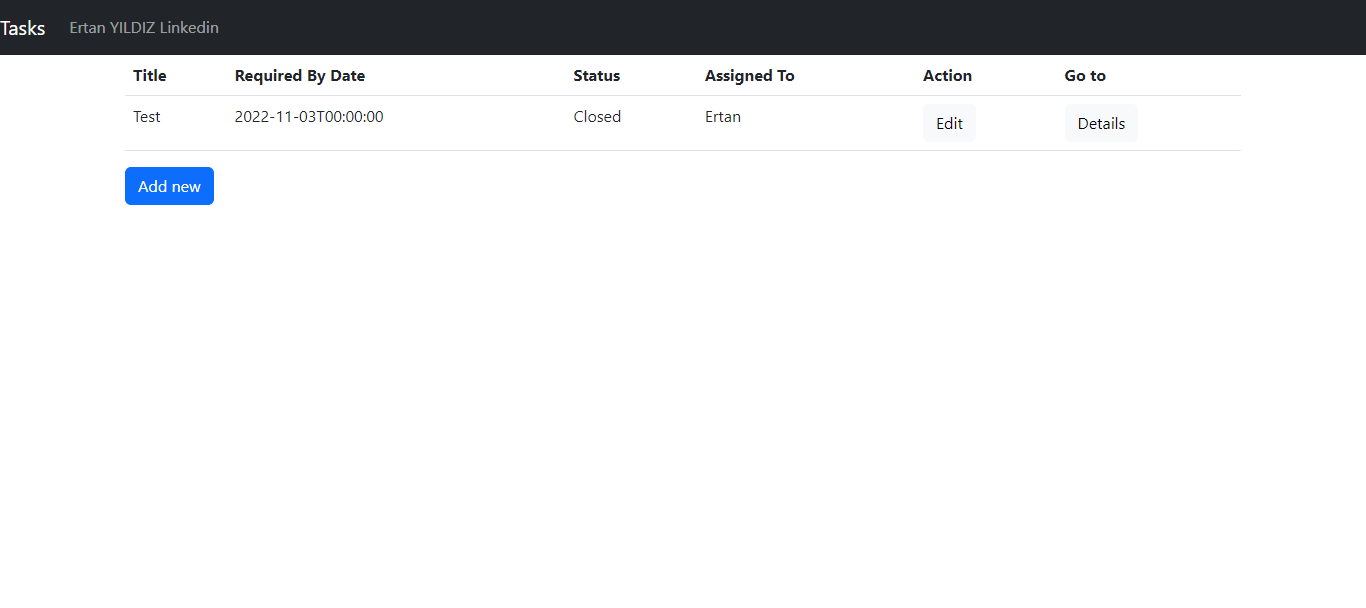 Tasks Ertan YILDIZ Linkedin
Title Required By Date Status Assigned To Action Go to
Test 2022-11-03T00:00:00 Closed Ertan Edit Details
Add new